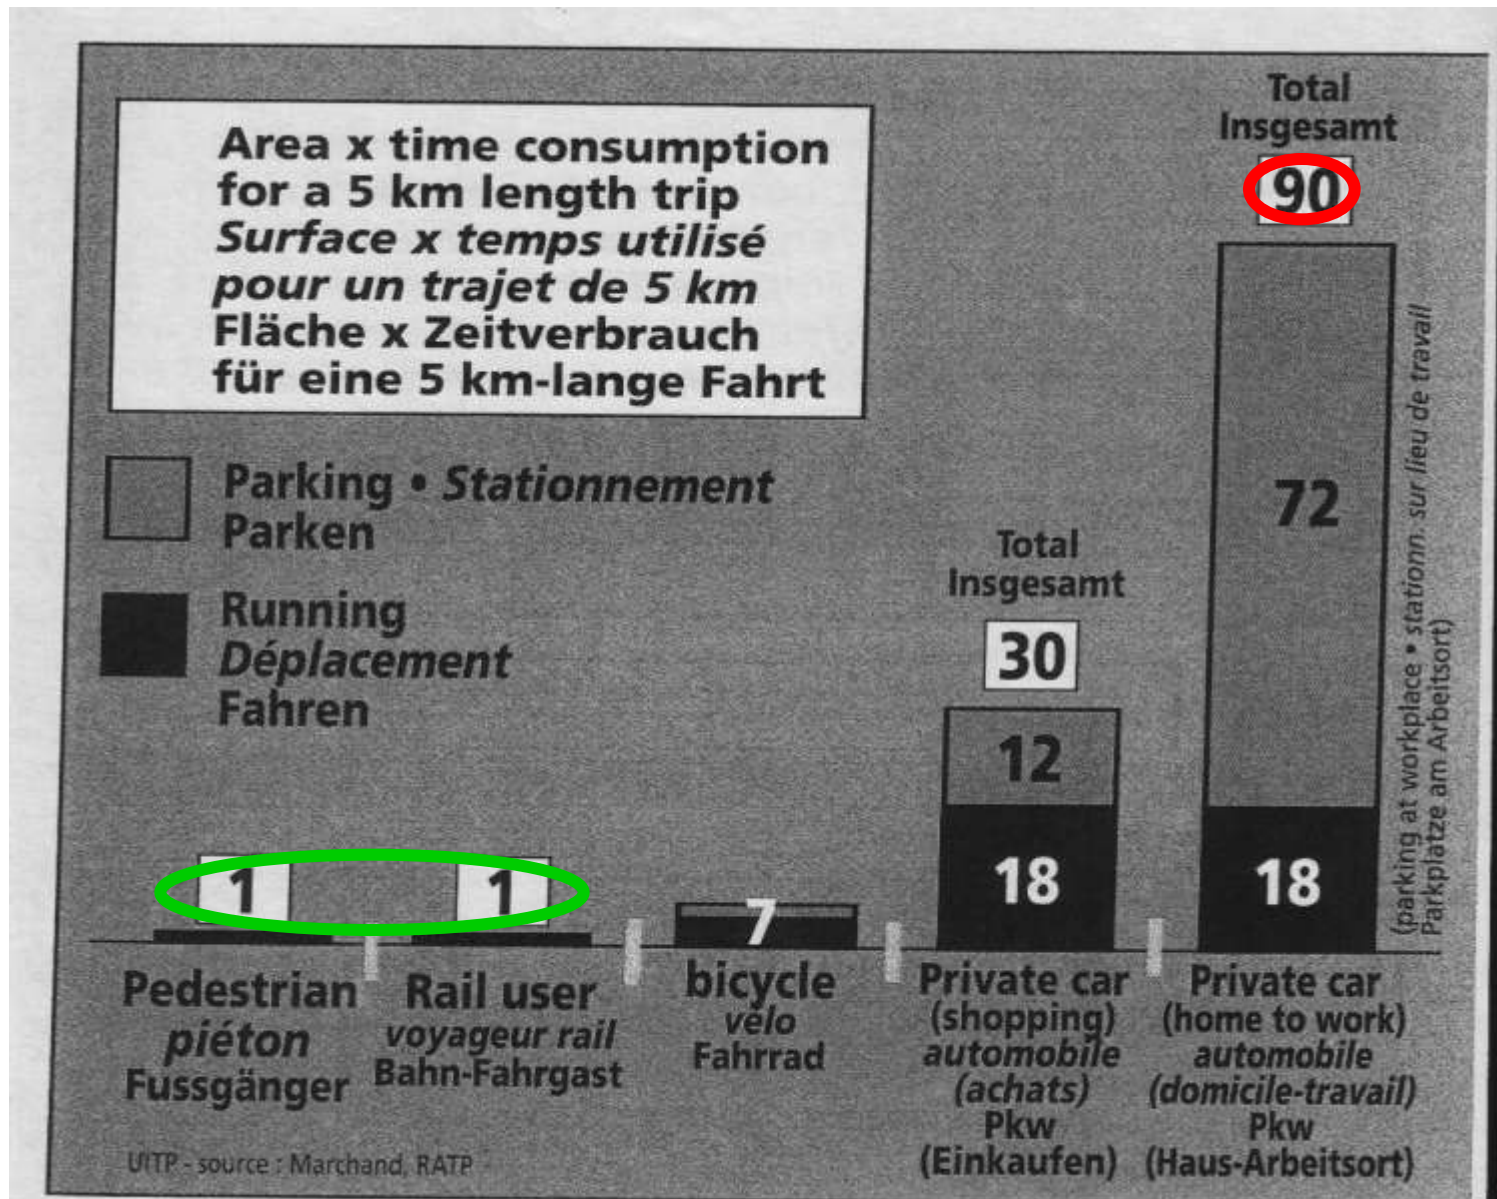 Total
Insgesamt
90
Area x time consumption
for a 5 km length trip
Surface x temps utilisé
pour un trajet de 5 km
Fläche x Zeitverbrauch
für eine 5 km-lange Fahrt
Parking • Stationnement
Parken
Running
Déplacement
Fahren
Total
Insgesamt
30
72
12
18
18
1
1
7
(parking at workplace • stationn. sur lieu de travail
Parkplatze am Arbeitsort)
Pedestrian
piéton
Fussgänger
Rail user
voyageur rail
Bahn-Fahrgast
bicycle
vélo
Fahrrad
Private car
(shopping)
automobile
(achats)
Pkw
(Einkaufen)
Private car
(home to work)
automobile
(domicile-travail)
Pkw
(Haus-Arbeitsort)
UITP - source : Marchand, RATP